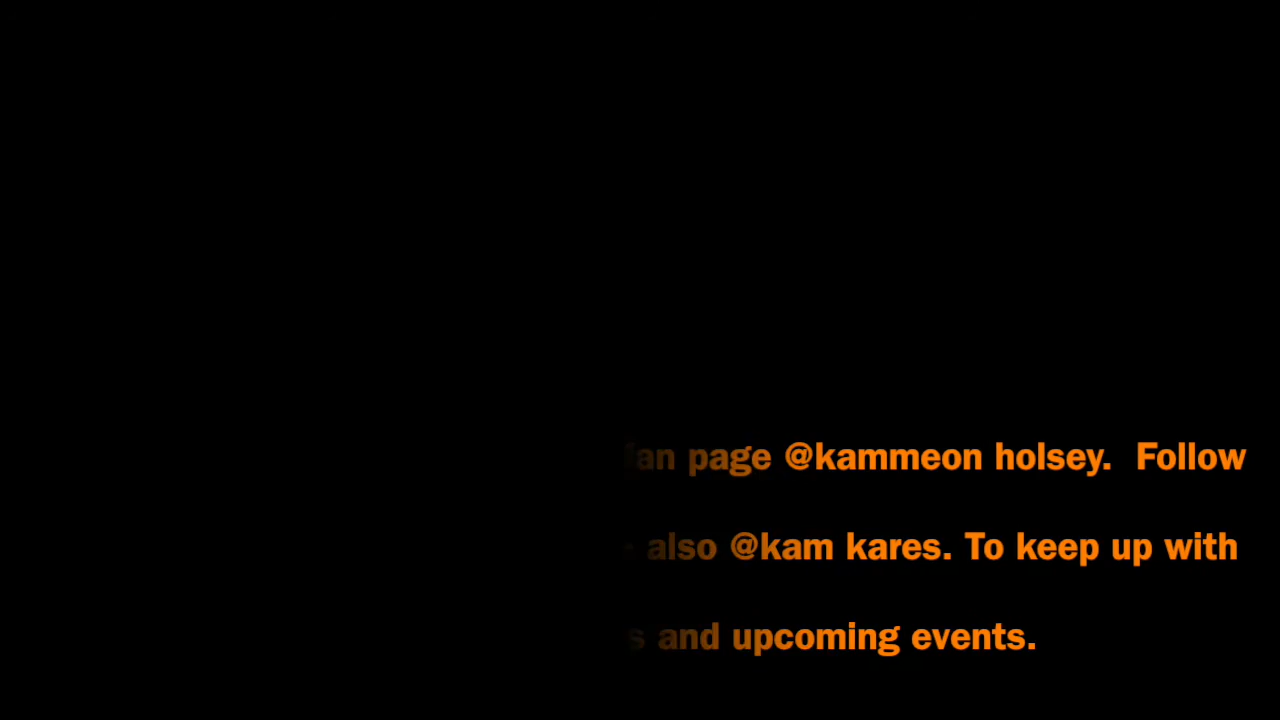 fan page @kammeon holsey.  Follow
also @kam kares. To keep up with
and upcoming events.